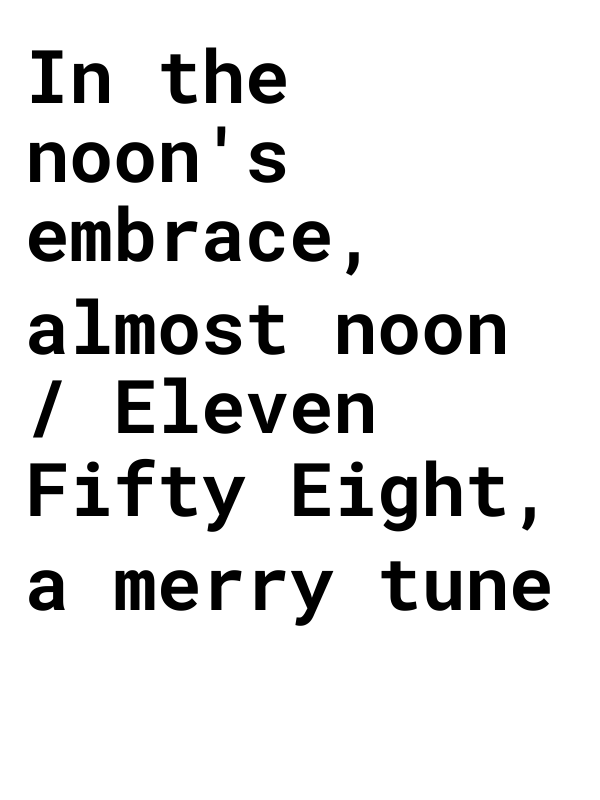 In the
noon's
embrace,
almost noon
/ Eleven
Fifty Eight,
a merry tune